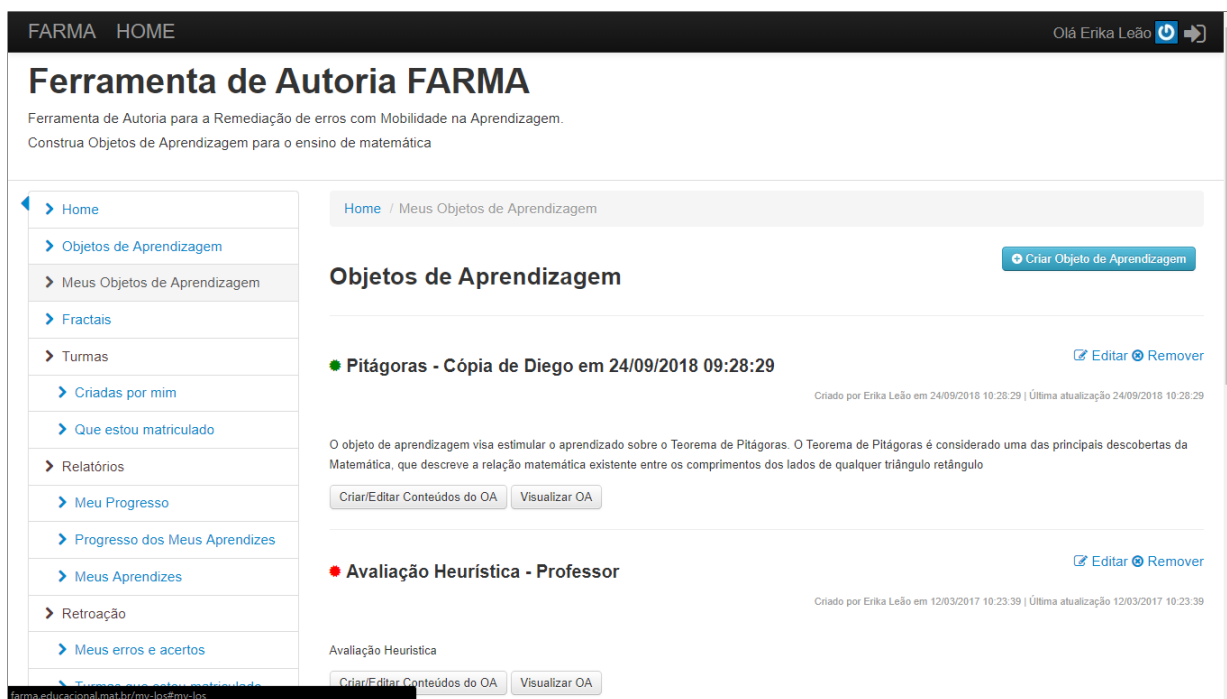 FARMA HOME
Olá Erika Leão
Ferramenta de Autoria FARMA
Ferramenta de Autoria para a Remediação de erros com Mobilidade na Aprendizagem.
Construa Objetos de Aprendizagem para o ensino de matemática
Home
Objetos de Aprendizagem
Meus Objetos de Aprendizagem
Fractais
Turmas
Criadas por mim
Que estou matriculado
Relatórios
Meu Progresso
Progresso dos Meus Aprendizes
Meus Aprendizes
Retroação
Meus erros e acertos
Turmas que estou matriculado
farma.educacional.mat.br/my-los#my-los
Home / Meus Objetos de Aprendizagem
Criar Objeto de Aprendizagem
Objetos de Aprendizagem
Editar Remover
Pitágoras - Cópia de Diego em 24/09/2018 09:28:29
Criado por Erika Leão em 24/09/2018 10:28:29 | Última atualização 24/09/2018 10:28:29
O objeto de aprendizagem visa estimular o aprendizado sobre o Teorema de Pitágoras. O Teorema de Pitágoras é considerado uma das principais descobertas da
Matemática, que descreve a relação matemática existente entre os comprimentos dos lados de qualquer triângulo retângulo
Criar/Editar Conteúdos do OA Visualizar OA
Editar Remover
Avaliação Heurística - Professor
Criado por Erika Leão em 12/03/2017 10:23:39 | Última atualização 12/03/2017 10:23:39
Avaliação Heuristica
Criar/Editar Conteúdos do OA Visualizar OA